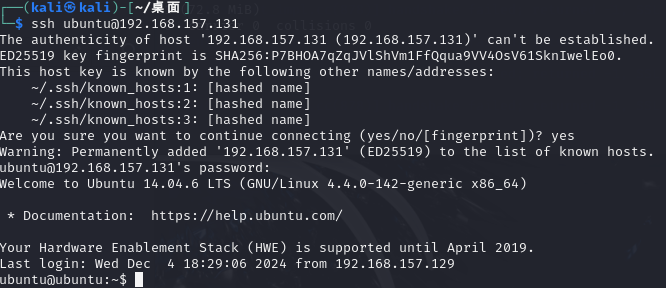 (kali㉿kali)-[~/桌面]
$ ssh ubuntu@192.168.157.131
The authenticity of host '192.168.157.131 (192.168.157.131)' can't be established.
ED25519 key fingerprint is SHA256:P7BHOA7qZqJVlShVm1FfQqua9VV4OsV61SknIwelEo0.
This host key is known by the following other names/addresses:
    ~/.ssh/known_hosts:1: [hashed name]
    ~/.ssh/known_hosts:2: [hashed name]
    ~/.ssh/known_hosts:3: [hashed name]
Are you sure you want to continue connecting (yes/no/[fingerprint])? yes
Warning: Permanently added '192.168.157.131' (ED25519) to the list of known hosts.
ubuntu@192.168.157.131's password:
Welcome to Ubuntu 14.04.6 LTS (GNU/Linux 4.4.0-142-generic x86_64)
 * Documentation:  https://help.ubuntu.com/
Your Hardware Enablement Stack (HWE) is supported until April 2019.
Last login: Wed Dec  4 18:29:06 2024 from 192.168.157.129
ubuntu@ubuntu:~$